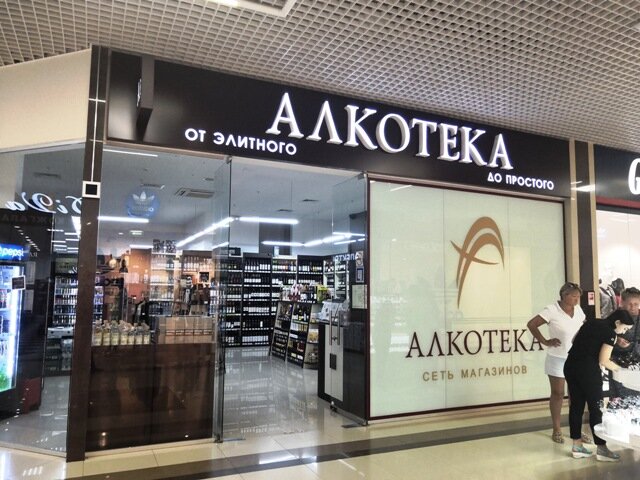 АЛКОТЕКА
ОТ ЭЛИТНОГО
ДО ПРОСТОГО
АЛКОТЕКА
СЕТЬ МАГАЗИНОВ